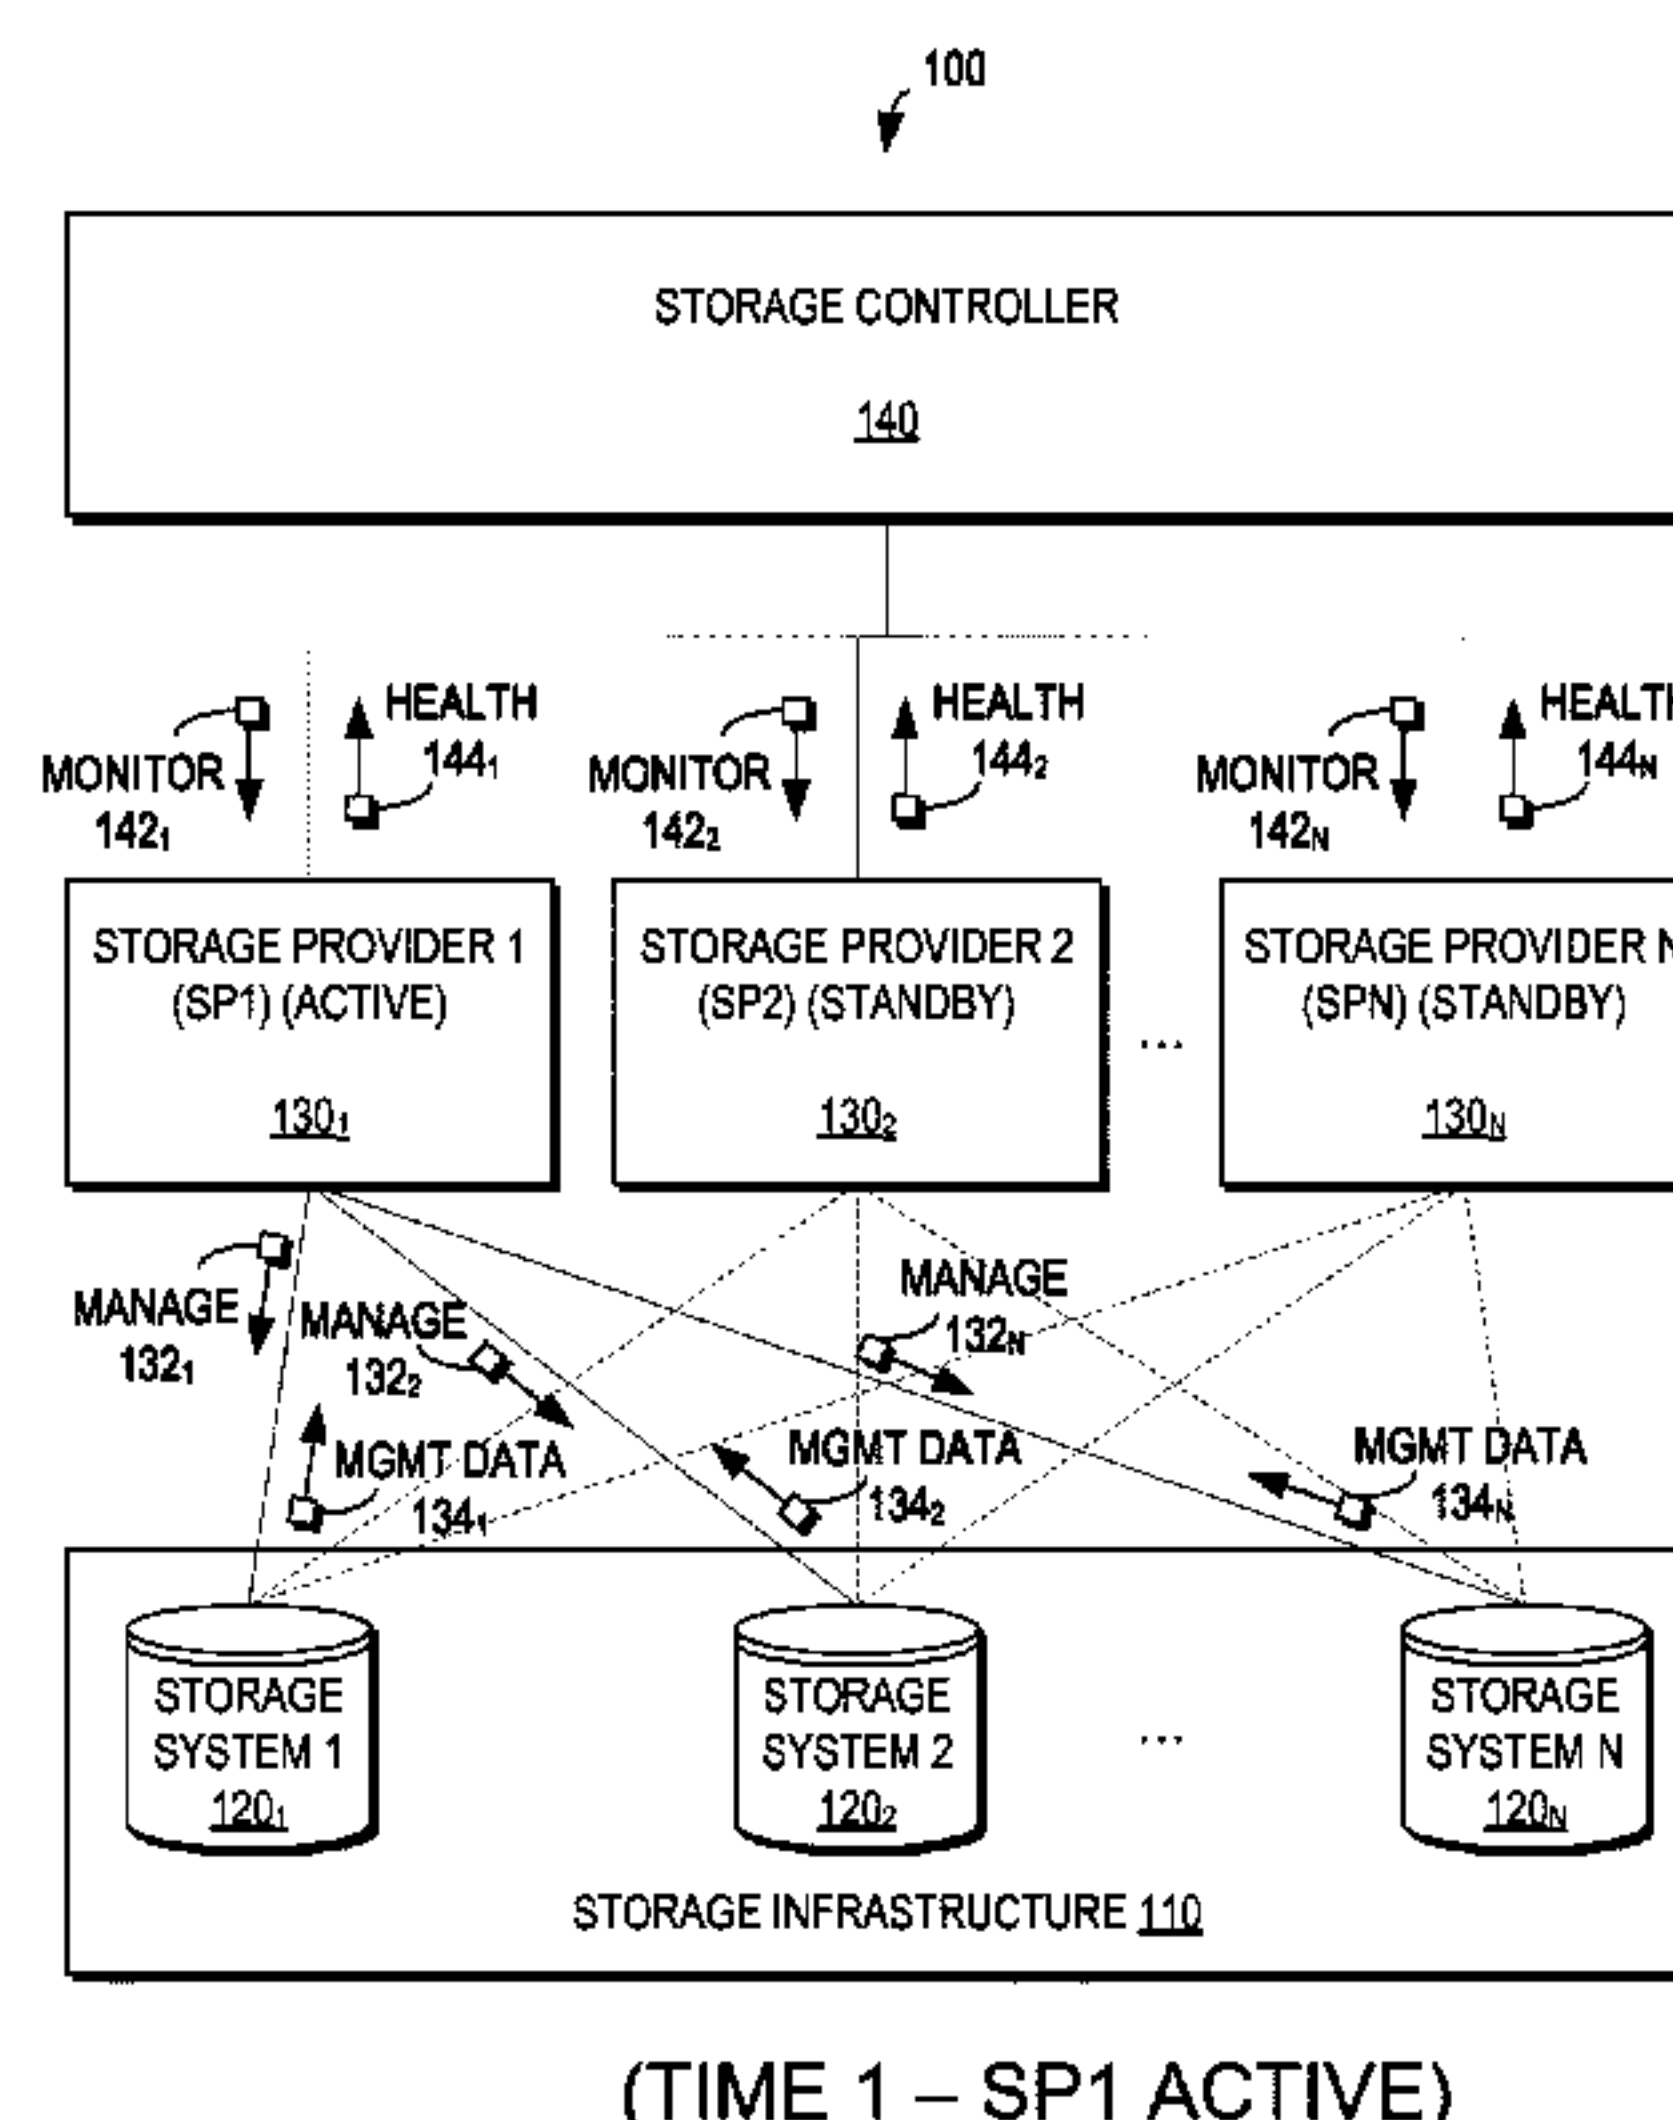 100
STORAGE CONTROLLER
140
HEALTH
144₁
MONITOR
142₁
HEALTH
144₂
MONITOR
142₂
HEALTH
144N
MONITOR
142N
STORAGE PROVIDER 1
(SP1) (ACTIVE)
130₁
STORAGE PROVIDER 2
(SP2) (STANDBY)
130₂
...
STORAGE PROVIDER N
(SPN) (STANDBY)
130N
MANAGE
132₁
MANAGE
132₂
MANAGE
132N
MGMT DATA
134₁
MGMT DATA
134₂
MGMT DATA
134N
STORAGE
SYSTEM 1
120₁
STORAGE
SYSTEM 2
120₂
...
STORAGE
SYSTEM N
120N
STORAGE INFRASTRUCTURE 110
(TIME 1 – SP1 ACTIVE)